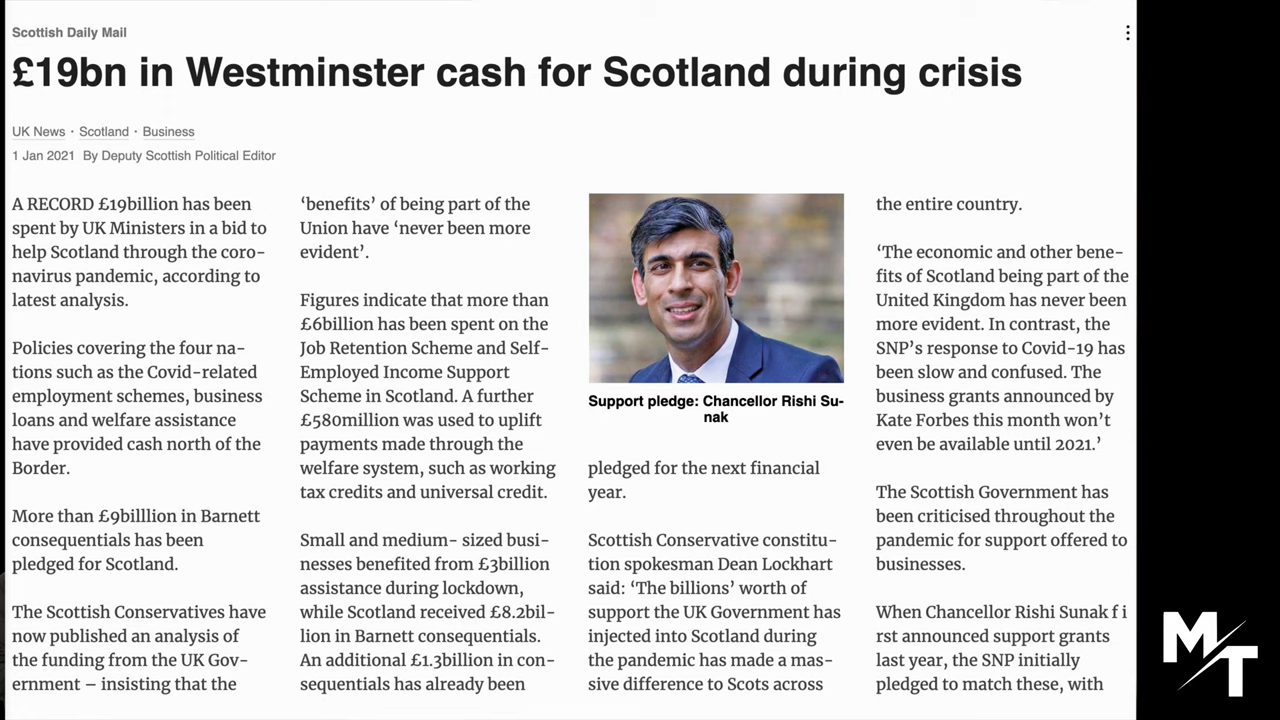 Scottish Daily Mail
£19bn in Westminster cash for Scotland during crisis
UK News · Scotland · Business
1 Jan 2021 By Deputy Scottish Political Editor
A RECORD £19billion has been
spent by UK Ministers in a bid to
help Scotland through the coro-
navirus pandemic, according to
latest analysis.
Policies covering the four na-
tions such as the Covid-related
employment schemes, business
loans and welfare assistance
have provided cash north of the
Border.
More than £9billlion in Barnett
consequentials has been
pledged for Scotland.
The Scottish Conservatives have
now published an analysis of
the funding from the UK Gov-
ernment – insisting that the
‘benefits’ of being part of the
Union have ‘never been more
evident’.
Figures indicate that more than
£6billion has been spent on the
Job Retention Scheme and Self-
Employed Income Support
Scheme in Scotland. A further
£580million was used to uplift
payments made through the
welfare system, such as working
tax credits and universal credit.
Small and medium- sized busi-
nesses benefited from £3billion
assistance during lockdown,
while Scotland received £8.2bil-
lion in Barnett consequentials.
An additional £1.3billion in con-
sequentials has already been
Support pledge: Chancellor Rishi Su-
nak
pledged for the next financial
year.
Scottish Conservative constitu-
tion spokesman Dean Lockhart
said: ‘The billions’ worth of
support the UK Government has
injected into Scotland during
the pandemic has made a mas-
sive difference to Scots across
the entire country.
‘The economic and other bene-
fits of Scotland being part of the
United Kingdom has never been
more evident. In contrast, the
SNP’s response to Covid-19 has
been slow and confused. The
business grants announced by
Kate Forbes this month won’t
even be available until 2021.’
The Scottish Government has
been criticised throughout the
pandemic for support offered to
businesses.
When Chancellor Rishi Sunak f i
rst announced support grants
last year, the SNP initially
pledged to match these, with
M/T